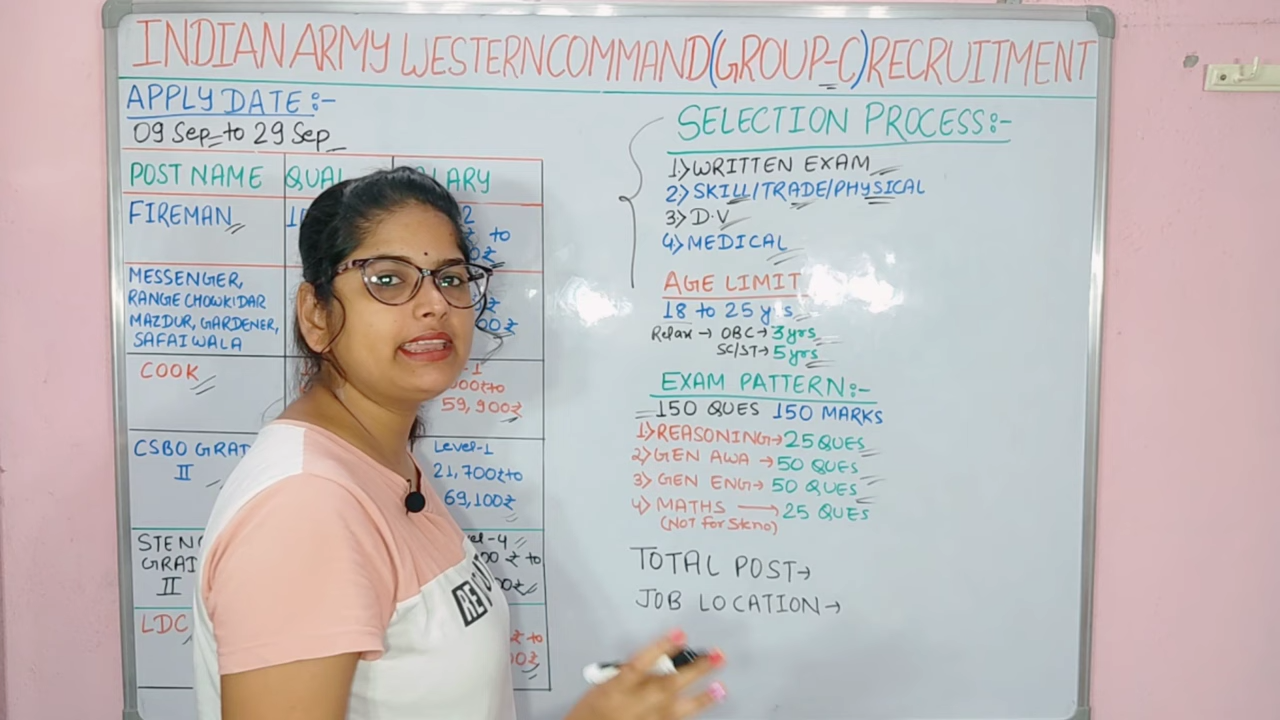 INDIAN ARMY WESTERN COMMAND (GROUP-C) RECRUITMENT
APPLY DATE:-
09 Sep to 29 Sep
POST NAME
FIREMAN
to
MESSENGER,
RANGE CHOWKIDAR
MAZDUR, GARDENER,
SAFAIWALA
COOK
59,900₹
CSBO GRAD
II
Level-1
21,700₹to
69,100₹
II
LDC
₹ to
SELECTION PROCESS:-
1.>WRITTEN EXAM
2> SKILL/TRADE/PHYSICAL
3> D.V
4> MEDICAL
AGE LIMIT
18 to 25 yrs
Relax → OBC→ 3 yrs
SC/ST→ 5 yrs
EXAM PATTERN:-
150 QUES 150 MARKS
1>REASONING→ 25 QUES
2>GEN AWA → 50 QUES
3> GEN ENG→ 50 QUES
4> MATHS → 25 QUES
(NOT for Steno)
TOTAL POST→
JOB LOCATION→